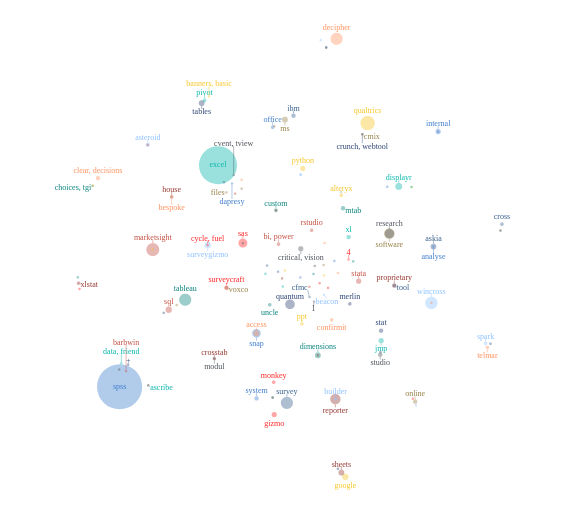 decipher
banners, basic
pivot
tables
ibm
office
ms
qualtrics
cmix
crunch, webtool
internal
asteroid
cvent, tview
excel
python
clear, decisions
choices, tgi
displayr
house
bespoke
files
dapresy
alteryx
custom
mtab
cross
research
software
rstudio
xl
marketsight
cycle, fuel
surveygizmo
sas
bi, power
askia
analyse
critical, vision
4
stata
xlstat
surveycraft
voxco
proprietary
tool
tableau
sql
cfmc
quantum
beacon
1
merlin
wincross
uncle
ppt
confirmit
stat
access
snap
spark
telmar
barbwin
data, friend
crosstab
modul
dimensions
jmp
studio
monkey
spss
ascribe
system
survey
builder
reporter
online
gizmo
sheets
google